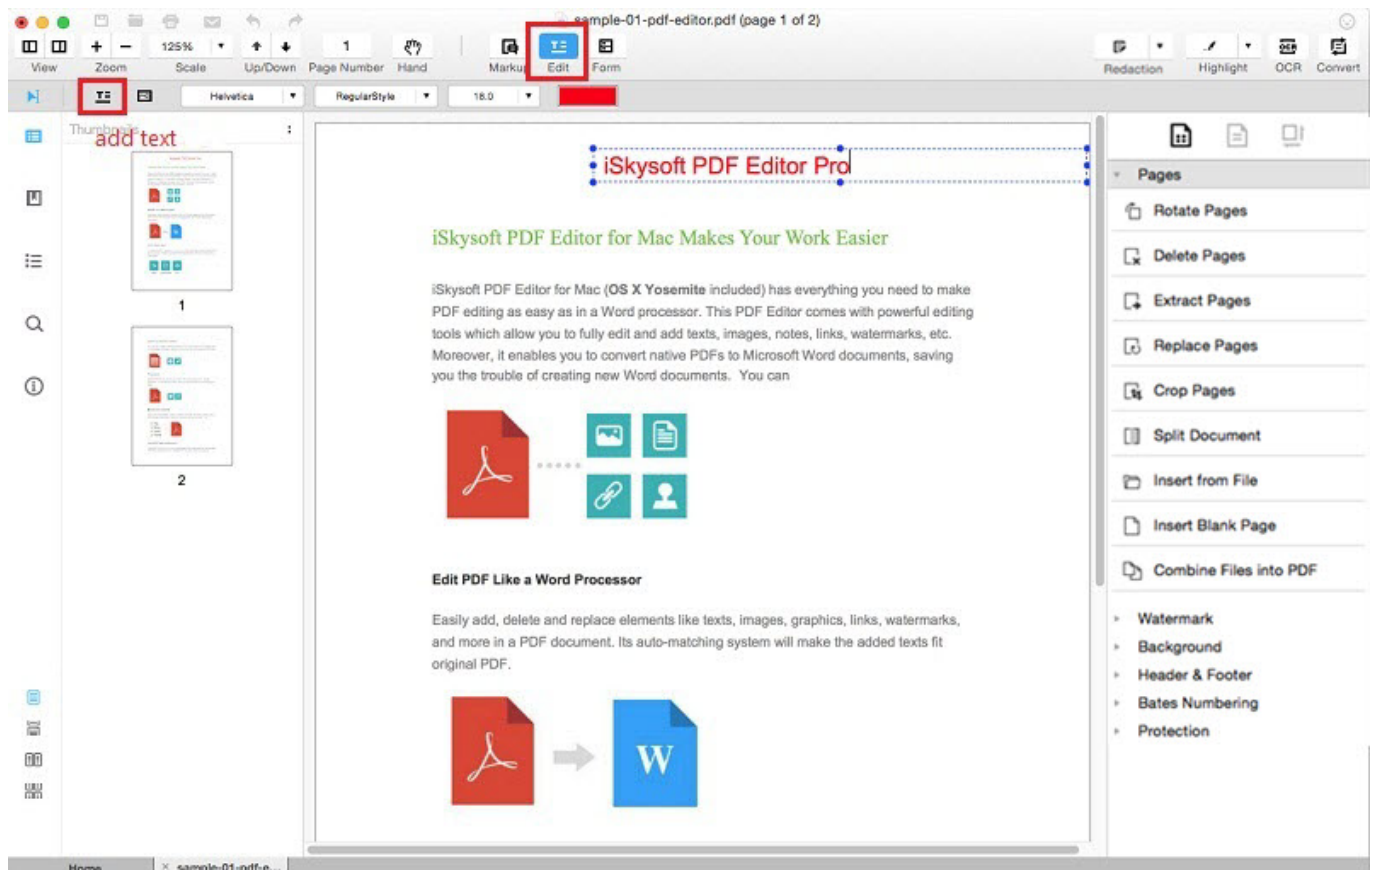 sample-01-pdf-editor.pdf (page 1 of 2)
125%
1
View
Zoom
Scale
Up/Down
Page Number
Hand
Markup
Edit
Form
Redaction
Highlight
OCR
Convert
Helvetica
RegularStyle
18.0
Thumbnails
add text
1
2
iSkysoft PDF Editor Pro
iSkysoft PDF Editor for Mac Makes Your Work Easier
iSkysoft PDF Editor for Mac (OS X Yosemite included) has everything you need to make
PDF editing as easy as in a Word processor. This PDF Editor comes with powerful editing
tools which allow you to fully edit and add texts, images, notes, links, watermarks, etc.
Moreover, it enables you to convert native PDFs to Microsoft Word documents, saving
you the trouble of creating new Word documents. You can
Edit PDF Like a Word Processor
Easily add, delete and replace elements like texts, images, graphics, links, watermarks,
and more in a PDF document. Its auto-matching system will make the added texts fit
original PDF.
W
Pages
Rotate Pages
Delete Pages
Extract Pages
Replace Pages
Crop Pages
Split Document
Insert from File
Insert Blank Page
Combine Files into PDF
Watermark
Background
Header & Footer
Bates Numbering
Protection
Home
sample-01-pdf-e...